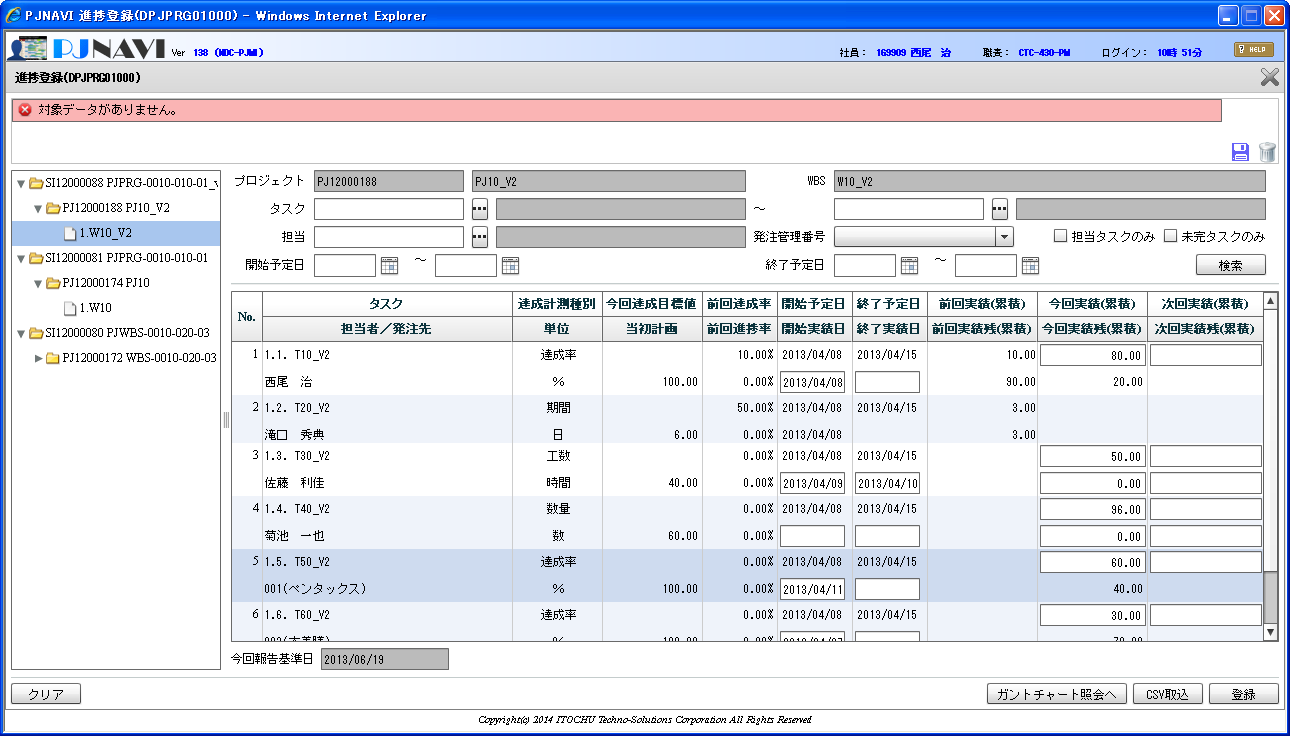 PJNAVI 進捗登録(DPJPRG01000) - Windows Internet Explorer
PJNAVI Ver 138 (NDC-PJM) 社員： 169909 西尾 治 職責： CTC-430-PM ログイン： 10時 51分 HELP
進捗登録(DPJPRG01000)
対象データがありません。
SI12000088 PJPRG-0010-010-01_v
PJ12000188 PJ10_V2
1.W10_V2
SI12000081 PJPRG-0010-010-01
PJ12000174 PJ10
1.W10
SI12000080 PJWBS-0010-020-03
PJ12000172 WBS-0010-020-03
プロジェクト PJ12000188 PJ10_V2 WBS W10_V2
タスク ... ～ ...
担当 ... 発注管理番号 担当タスクのみ 未完タスクのみ
開始予定日 ～ 終了予定日 ～ 検索
No. タスク 達成計測種別 今回達成目標値 前回達成率 開始予定日 終了予定日 前回実績(累積) 今回実績(累積) 次回実績(累積)
担当者／発注先 単位 当初計画 前回進捗率 開始実績日 終了実績日 前回実績残(累積) 今回実績残(累積) 次回実績残(累積)
1 1.1. T10_V2 達成率 10.00% 2013/04/08 2013/04/15 10.00 80.00
西尾 治 % 100.00 0.00% 2013/04/08 90.00 20.00
2 1.2. T20_V2 期間 50.00% 2013/04/08 2013/04/15 3.00
滝口 秀典 日 6.00 0.00% 2013/04/08 3.00
3 1.3. T30_V2 工数 0.00% 2013/04/08 2013/04/15 50.00
佐藤 利佳 時間 40.00 0.00% 2013/04/09 2013/04/10 0.00
4 1.4. T40_V2 数量 0.00% 2013/04/08 2013/04/15 96.00
菊池 一也 数 60.00 0.00% 0.00
5 1.5. T50_V2 達成率 0.00% 2013/04/08 2013/04/15 60.00
001(ペンタックス) % 100.00 0.00% 2013/04/11 40.00
6 1.6. T60_V2 達成率 0.00% 2013/04/08 2013/04/15 30.00
今回報告基準日 2013/06/19
クリア ガントチャート照会へ CSV取込 登録
Copyright(c) 2014 ITOCHU Techno-Solutions Corporation All Rights Reserved